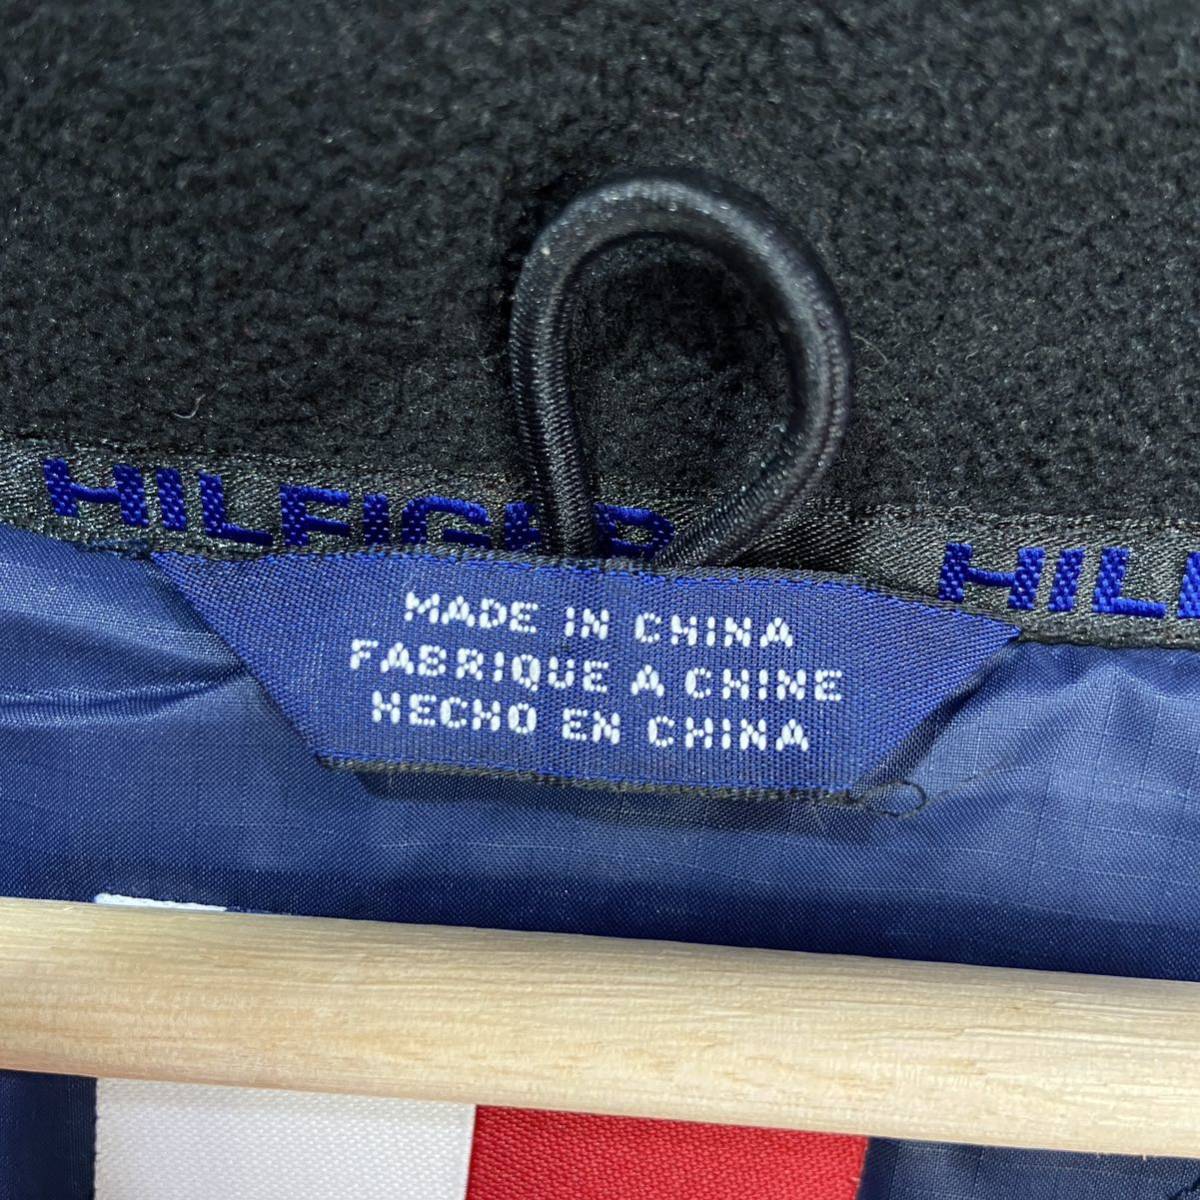 HILFIGER HIL
MADE IN CHINA
FABRIQUE A CHINE
HECHO EN CHINA